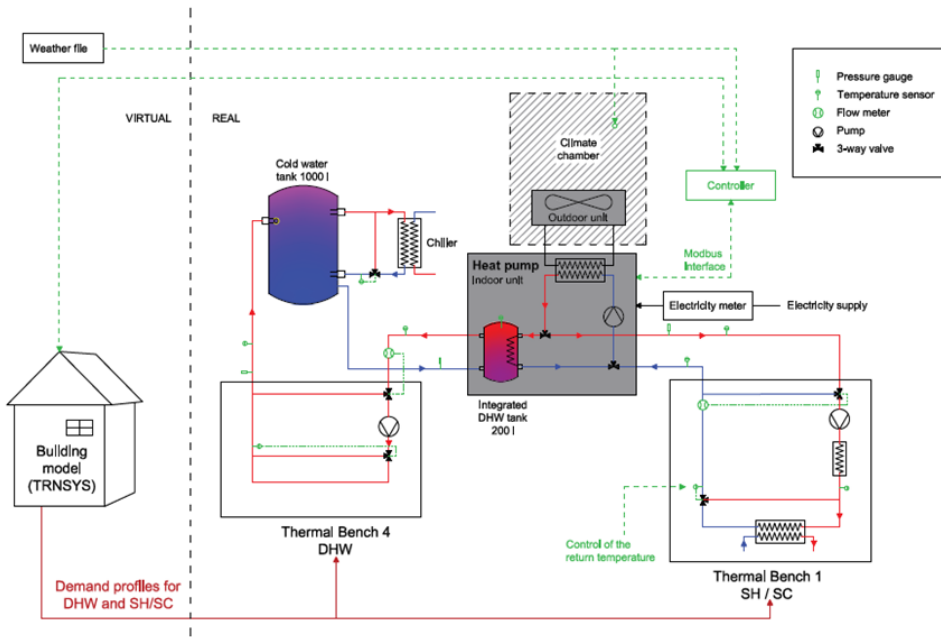 Weather file
VIRTUAL
REAL
Pressure gauge
Temperature sensor
Flow meter
Pump
3-way valve
Climate
chamber
Outdoor unit
Controller
Cold water
tank 1000 l
Chiller
Modbus
Interface
Heat pump
Indoor unit
Electricity meter
Electricity supply
Integrated
DHW tank
200 l
Building
model
(TRNSYS)
Thermal Bench 4
DHW
Control of the
return temperature
Thermal Bench 1
SH / SC
Demand profiles for
DHW and SH/SC